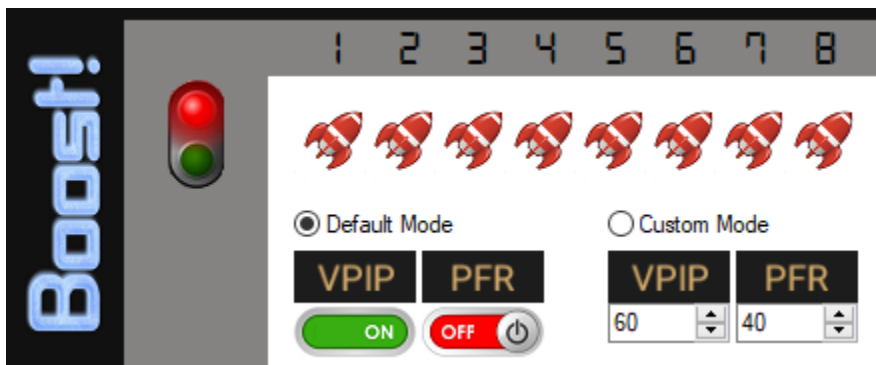 Boost!
1 2 3 4 5 6 7 8
Default Mode Custom Mode
VPIP PFR VPIP PFR
ON OFF 60 40